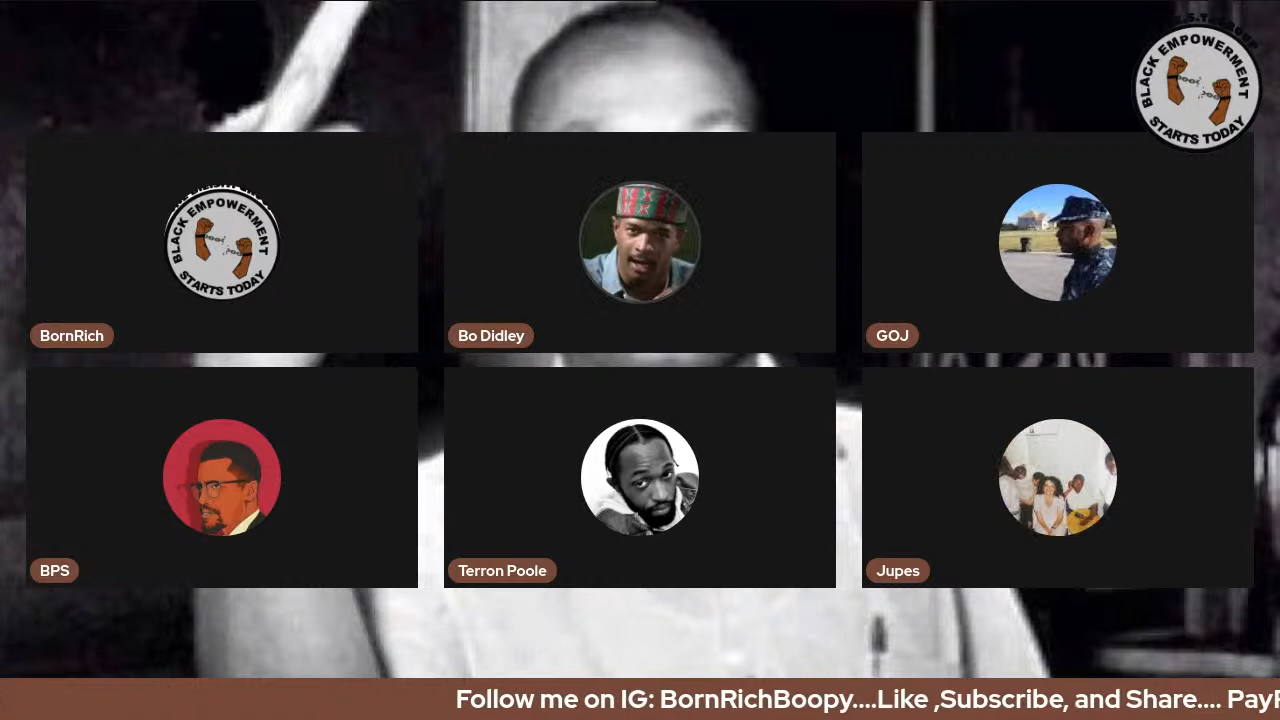 BLACK EMPOWERMENT
STARTS TODAY
BLACK EMPOWERMENT
STARTS TODAY
BornRich
Bo Didley
GOJ
BPS
Terron Poole
Jupes
Follow me on IG: BornRichBoopy....Like ,Subscribe, and Share....